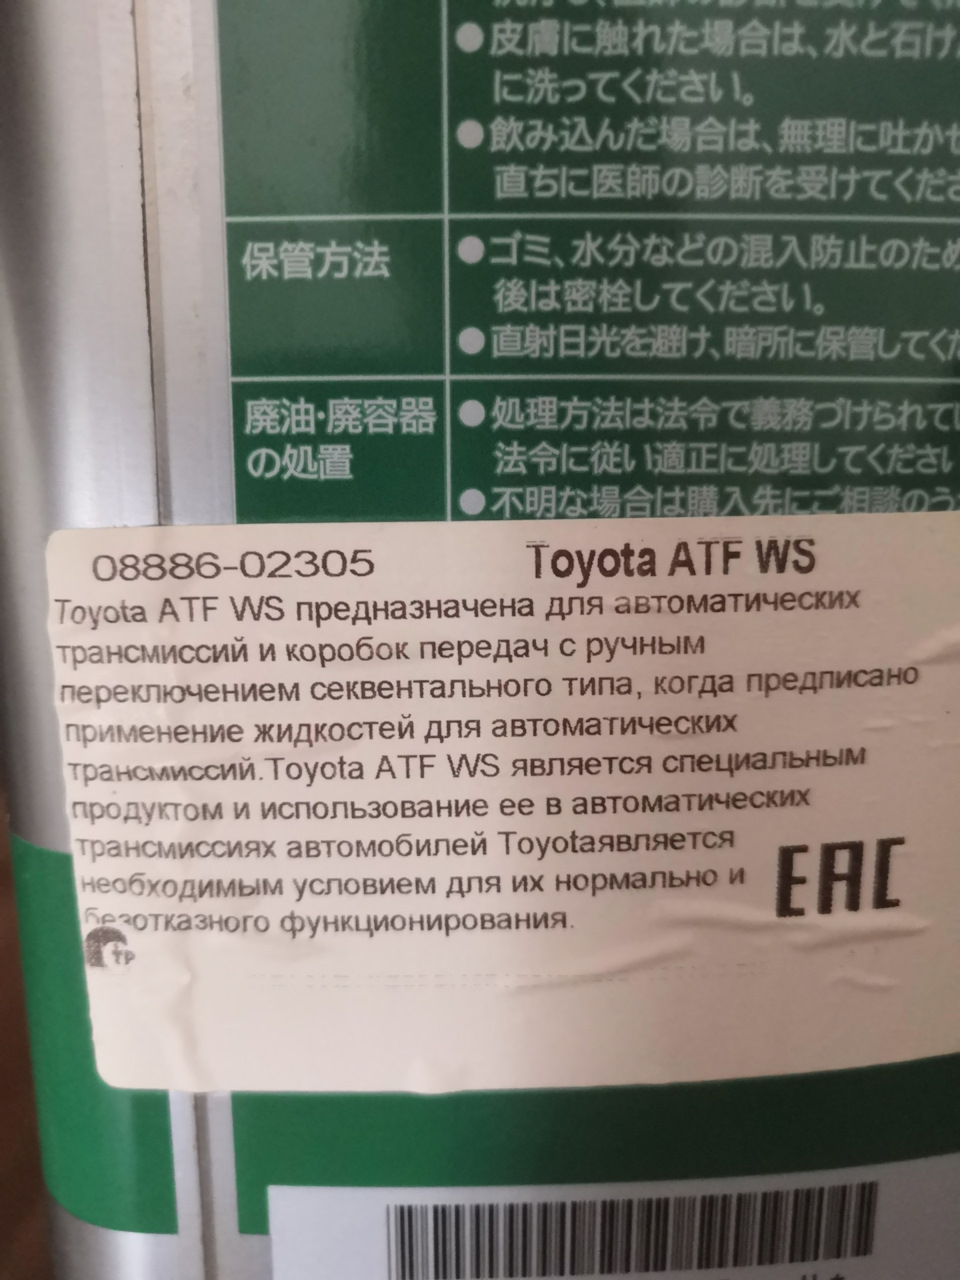 ●皮膚に触れた場合は、水と石け
に洗ってください。
●飲み込んだ場合は、無理に吐かせ
直ちに医師の診断を受けてくださ
保管方法
●ゴミ、水分などの混入防止のため
後は密栓してください。
●直射日光を避け、暗所に保管してくだ
廃油・廃容器
の処置
●処理方法は法令で義務づけられてい
法令に従い適正に処理してください
●不明な場合は購入先にご相談のう
08886-02305
Toyota ATF WS
Toyota ATF WS предназначена для автоматических
трансмиссий и коробок передач с ручным
переключением секвентального типа, когда предписано
применение жидкостей для автоматических
трансмиссий.Toyota ATF WS является специальным
продуктом и использование ее в автоматических
трансмиссиях автомобилей Toyotaявляется
необходимым условием для их нормально и
безотказного функционирования.
EAC
тр